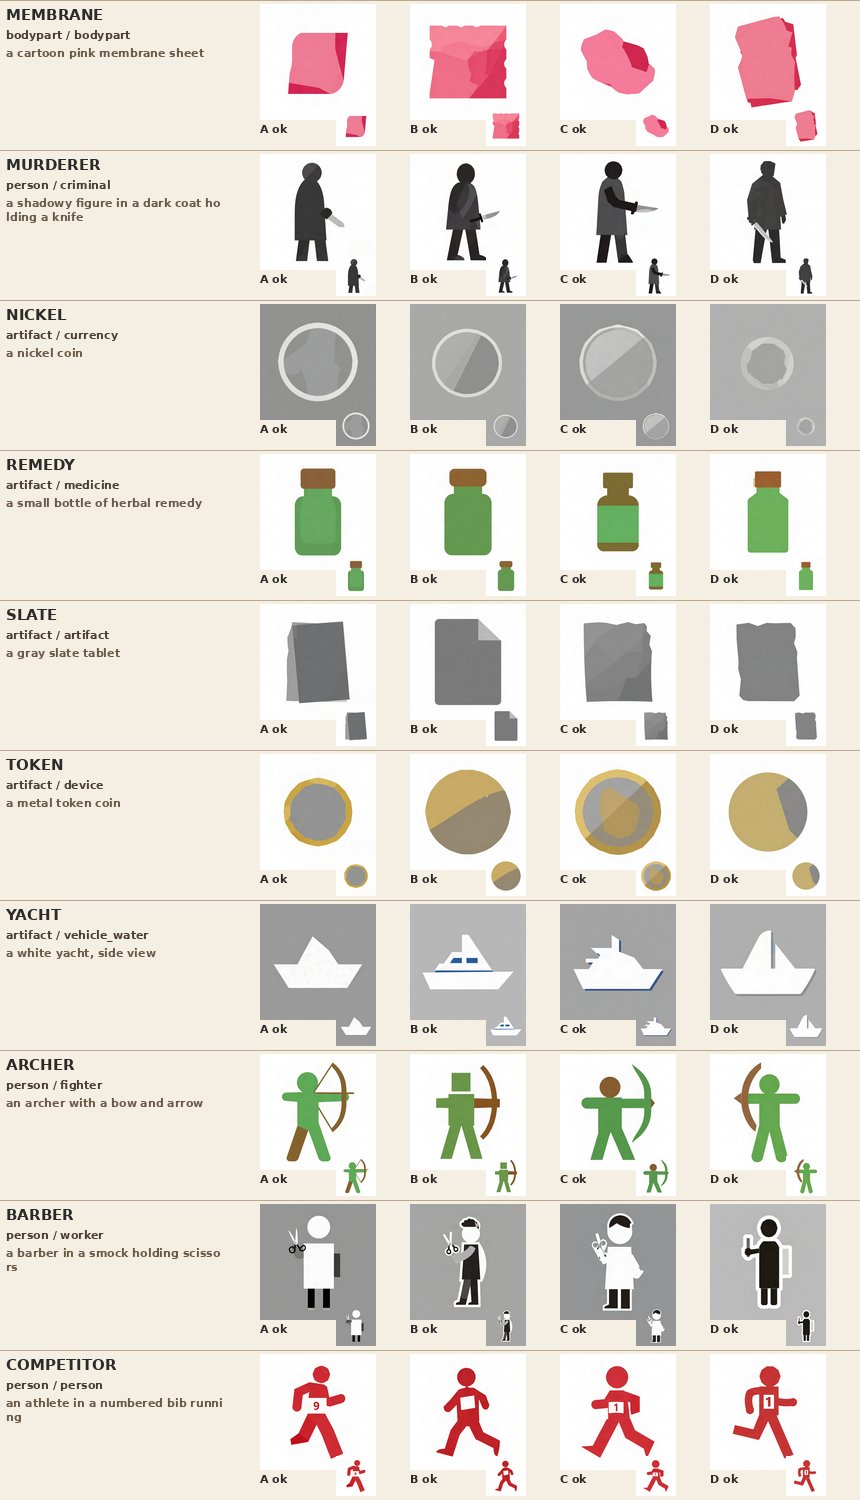 MEMBRANE
bodypart / bodypart
a cartoon pink membrane sheet
A ok
B ok
C ok
D ok
MURDERER
person / criminal
a shadowy figure in a dark coat ho
lding a knife
A ok
B ok
C ok
D ok
NICKEL
artifact / currency
a nickel coin
A ok
B ok
C ok
D ok
REMEDY
artifact / medicine
a small bottle of herbal remedy
A ok
B ok
C ok
D ok
SLATE
artifact / artifact
a gray slate tablet
A ok
B ok
C ok
D ok
TOKEN
artifact / device
a metal token coin
A ok
B ok
C ok
D ok
YACHT
artifact / vehicle_water
a white yacht, side view
A ok
B ok
C ok
D ok
ARCHER
person / fighter
an archer with a bow and arrow
A ok
B ok
C ok
D ok
BARBER
person / worker
a barber in a smock holding scisso
rs
A ok
B ok
C ok
D ok
COMPETITOR
person / person
an athlete in a numbered bib runni
ng
9
1
1
A ok
B ok
C ok
D ok